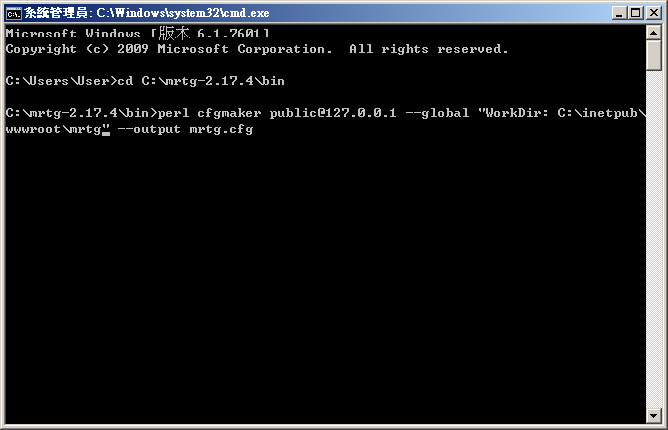 系統管理員: C:\Windows\system32\cmd.exe
Microsoft Windows [版本 6.1.7601]
Copyright (c) 2009 Microsoft Corporation.  All rights reserved.
C:\Users\User>cd C:\mrtg-2.17.4\bin
C:\mrtg-2.17.4\bin>perl cfgmaker public@127.0.0.1 --global "WorkDir: C:\inetpub\
wwwroot\mrtg" --output mrtg.cfg